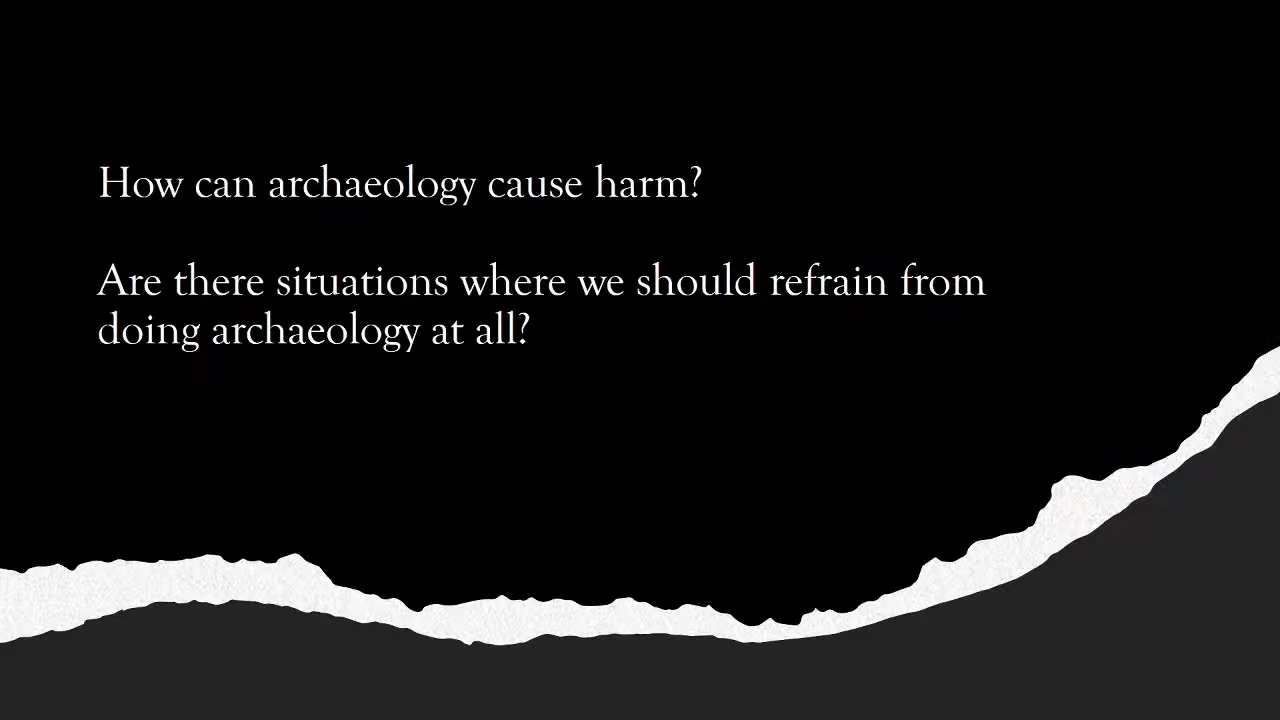 How can archaeology cause harm?
Are there situations where we should refrain from
doing archaeology at all?